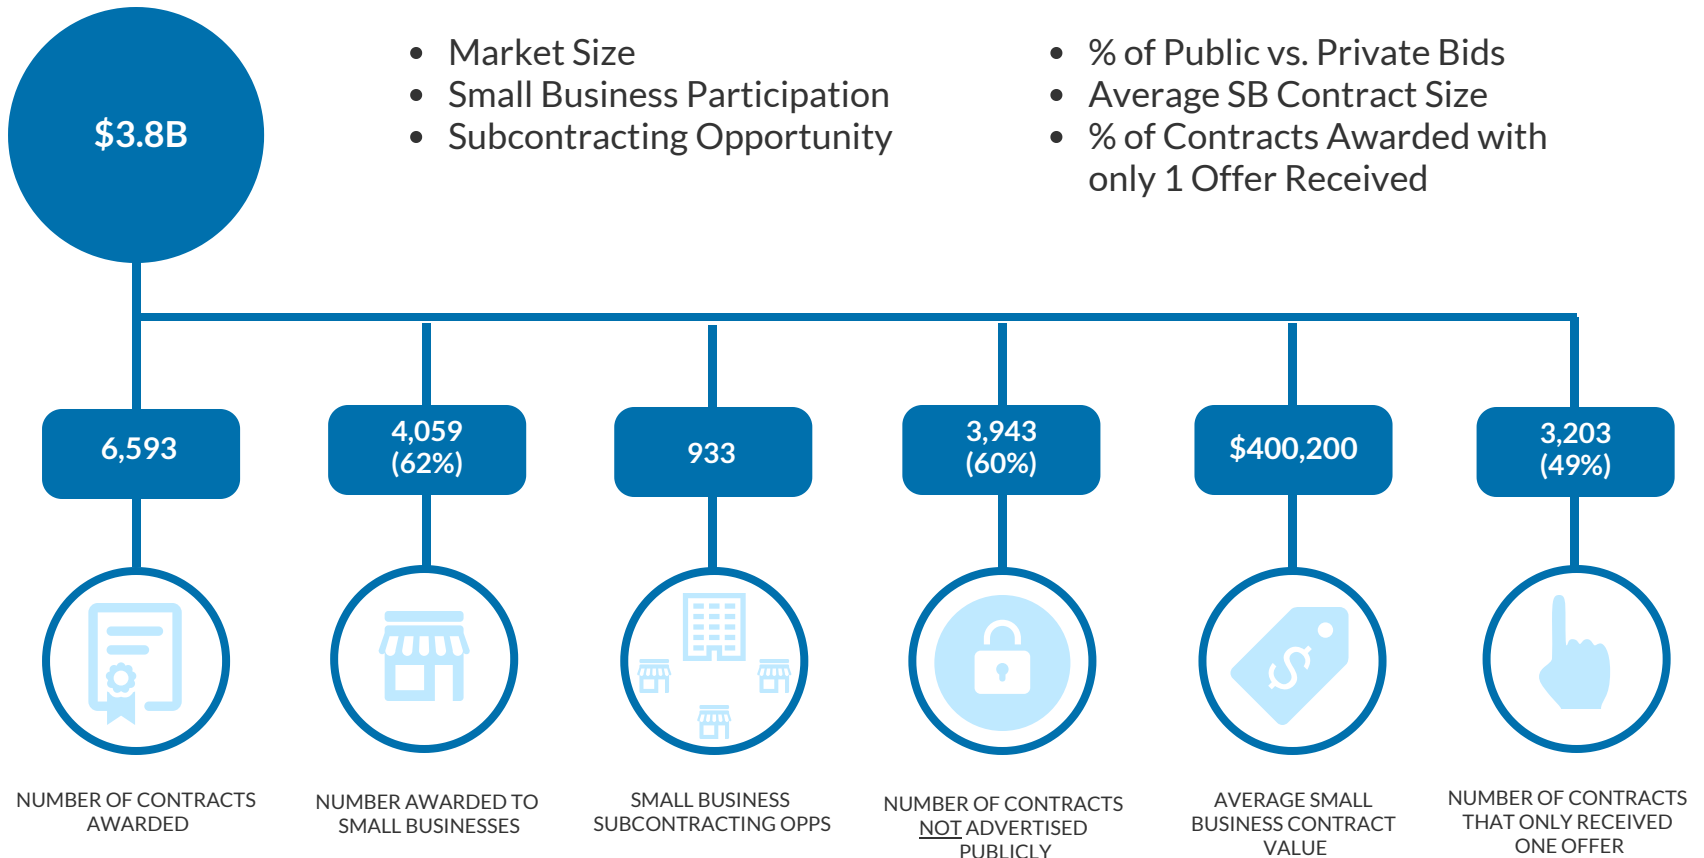 $3.8B
• Market Size
• Small Business Participation
• Subcontracting Opportunity
• % of Public vs. Private Bids
• Average SB Contract Size
• % of Contracts Awarded with
only 1 Offer Received
6,593
4,059
(62%)
933
3,943
(60%)
$400,200
3,203
(49%)
$
NUMBER OF CONTRACTS
AWARDED
NUMBER AWARDED TO
SMALL BUSINESSES
SMALL BUSINESS
SUBCONTRACTING OPPS
NUMBER OF CONTRACTS
NOT ADVERTISED
PUBLICLY
AVERAGE SMALL
BUSINESS CONTRACT
VALUE
NUMBER OF CONTRACTS
THAT ONLY RECEIVED
ONE OFFER